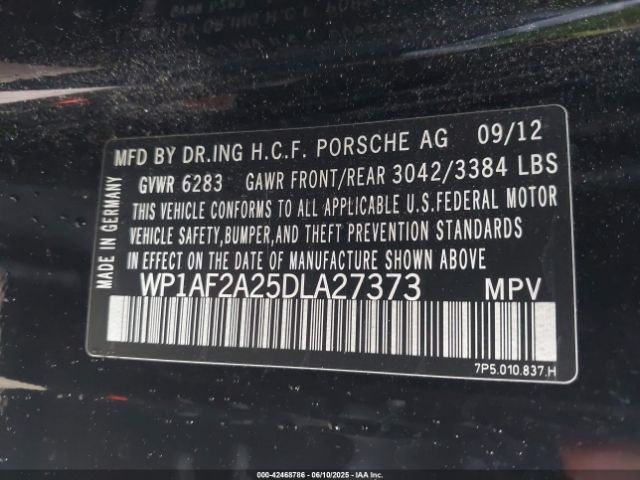 MFD BY DR.ING H.C.F. PORSCHE AG 09/12
GVWR 6283 GAWR FRONT/REAR 3042/3384 LBS
THIS VEHICLE CONFORMS TO ALL APPLICABLE U.S.FEDERAL MOTOR
VEHICLE SAFETY,BUMPER,AND THEFT PREVENTION STANDARDS
IN EFFECT ON THE DATE OF MANUFACTURE SHOWN ABOVE
WP1AF2A25DLA27373 MPV
MADE IN GERMANY
7P5.010.837.H
000-42468786 - 06/10/2025 - IAA Inc.